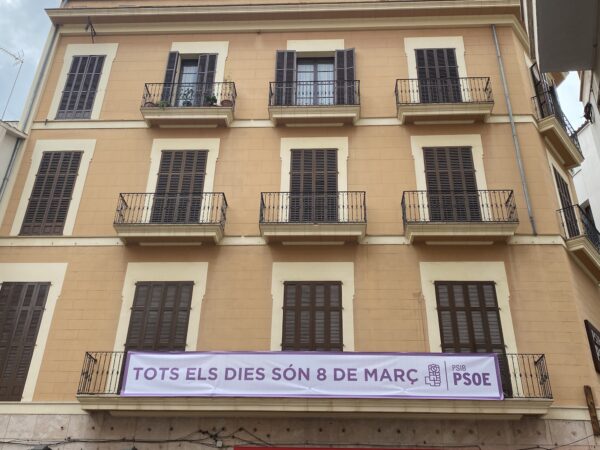 TOTS ELS DIES SÓN 8 DE MARÇ
PSIB
PSOE